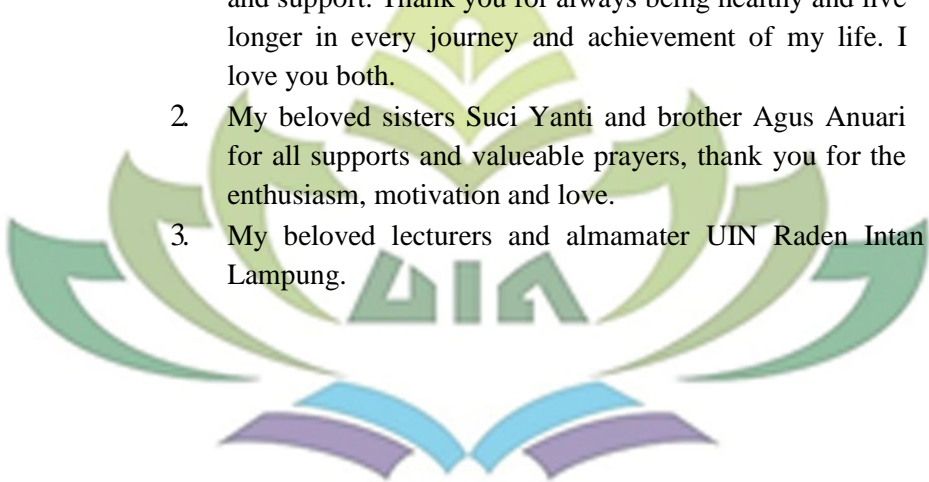 and support. Thank you for always being healthy and live
longer in every journey and achievement of my life. I
love you both.
2. My beloved sisters Suci Yanti and brother Agus Anuari
for all supports and valueable prayers, thank you for the
enthusiasm, motivation and love.
3. My beloved lecturers and almamater UIN Raden Intan
Lampung.
UIN